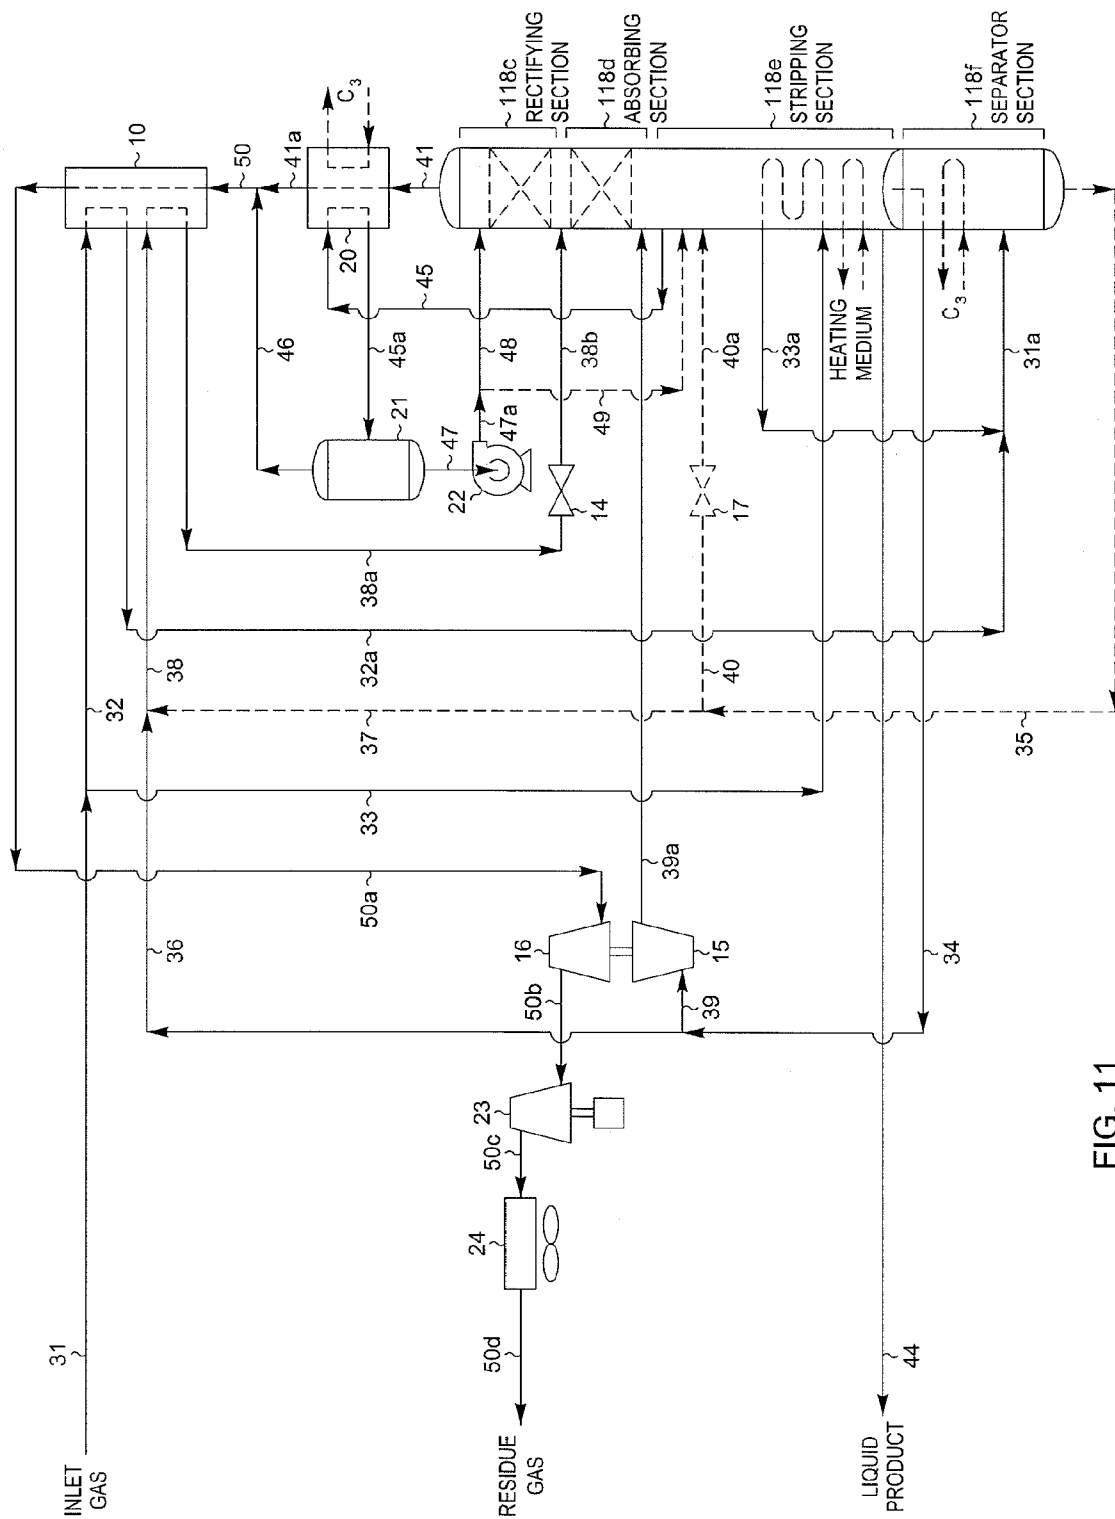 10
50
41a
C3
20
41
118c
RECTIFYING
SECTION
118d
ABSORBING
SECTION
118e
STRIPPING
SECTION
118f
SEPARATOR
SECTION
46
45
45a
21
47
22
47a
48
49
38b
14
40a
17
33a
HEATING
MEDIUM
C3
31a
38a
32a
38
32
40
37
35
33
50a
36
39a
16
15
50b
39
34
23
50c
24
50d
31
44
INLET
GAS
RESIDUE
GAS
LIQUID
PRODUCT
FIG. 11